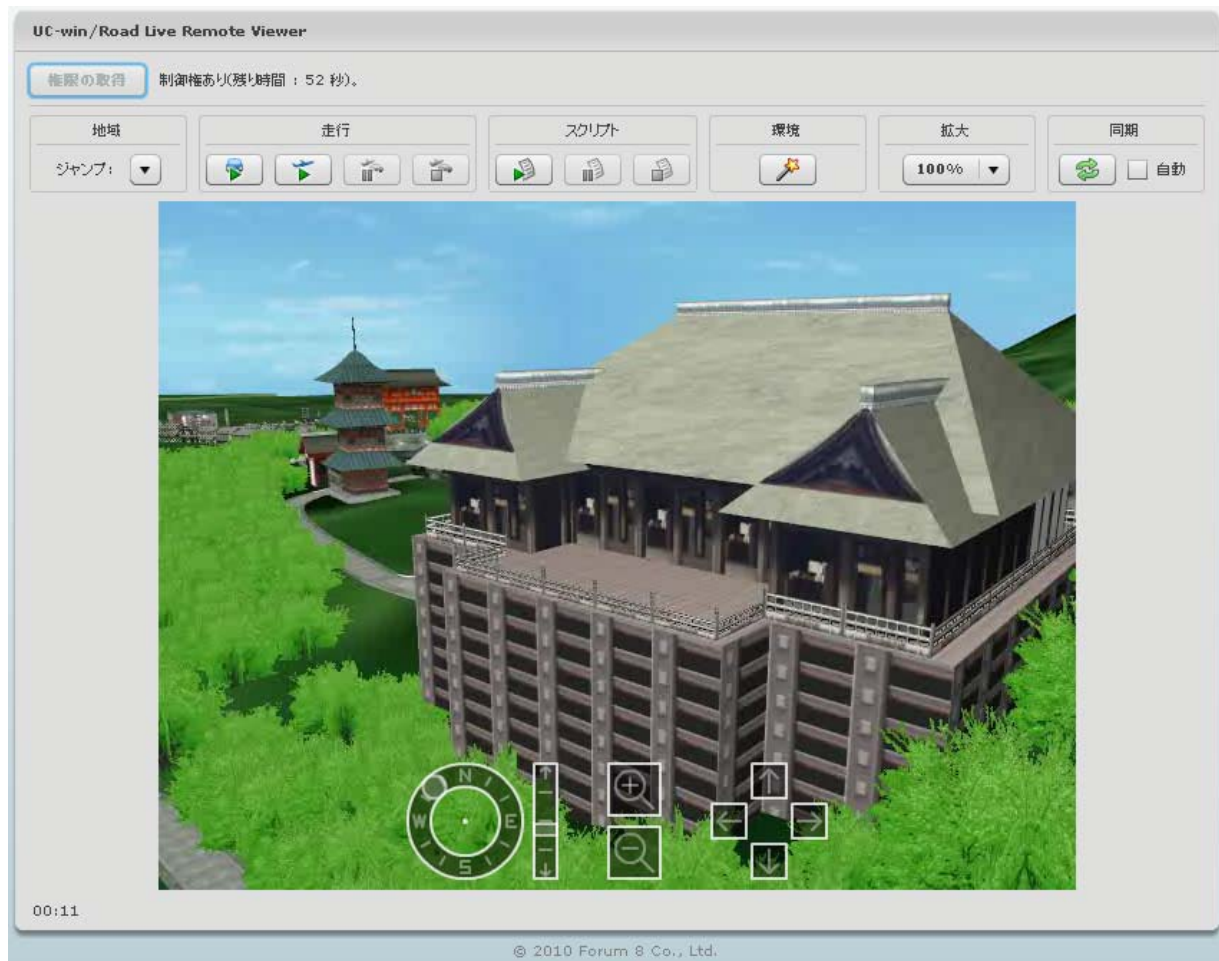 UC-win/Road Live Remote Viewer
権限の取得 制御権あり(残り時間 : 52 秒)。
地域 走行 スクリプト 環境 拡大 同期
ジャンプ: 100% 自動
N
W E
S
00:11
© 2010 Forum 8 Co., Ltd.